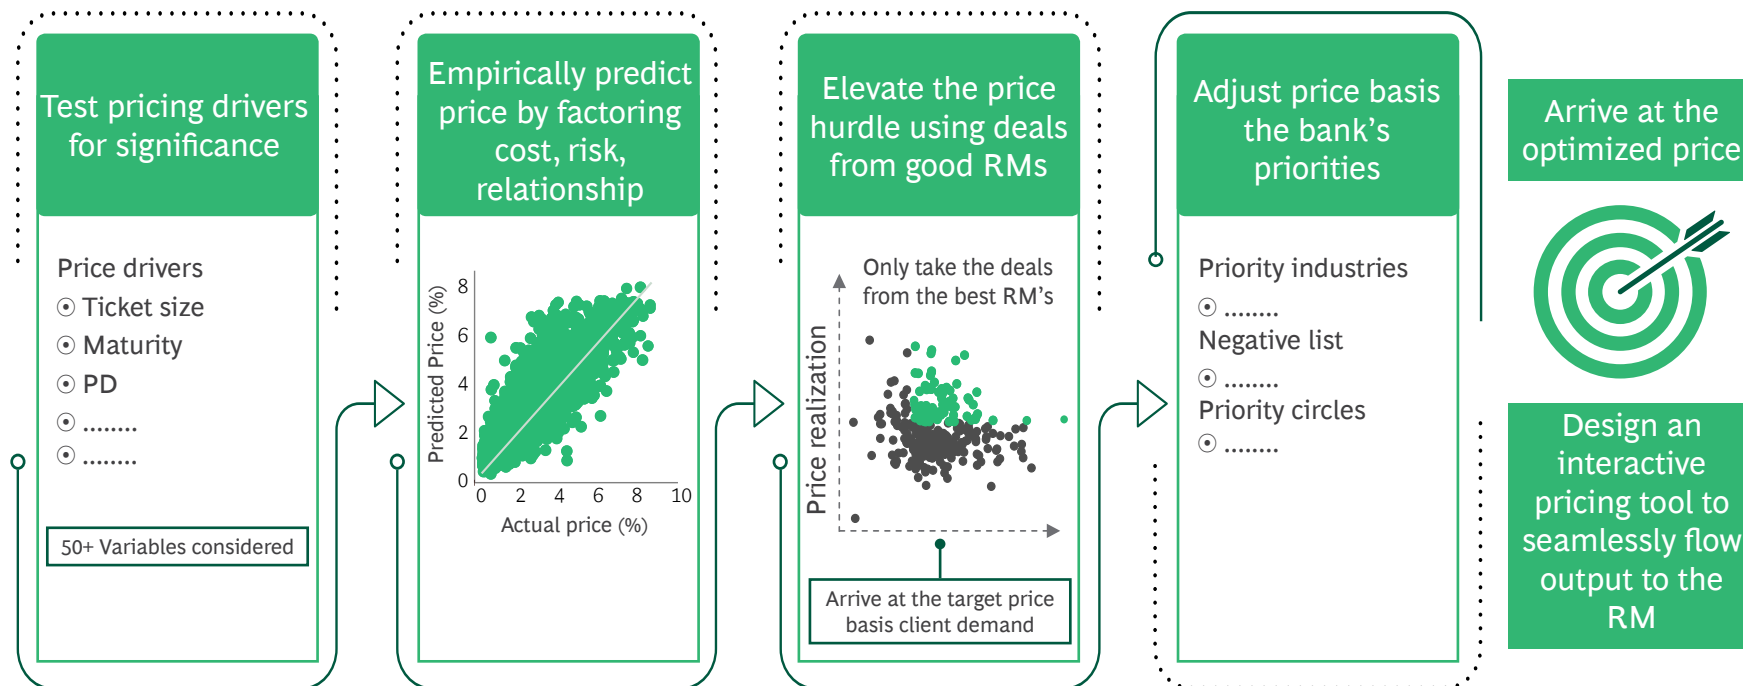 Test pricing drivers
for significance
Price drivers
Ticket size
Maturity
PD
........
........
50+ Variables considered
Empirically predict
price by factoring
cost, risk,
relationship
Predicted Price (%)
8
6
4
2
0
0 2 4 6 8 10
Actual price (%)
Elevate the price
hurdle using deals
from good RMs
Only take the deals
from the best RM's
Price realization
Arrive at the target price
basis client demand
Adjust price basis
the bank's
priorities
Priority industries
........
Negative list
........
Priority circles
........
Arrive at the
optimized price
Design an
interactive
pricing tool to
seamlessly flow
output to the
RM